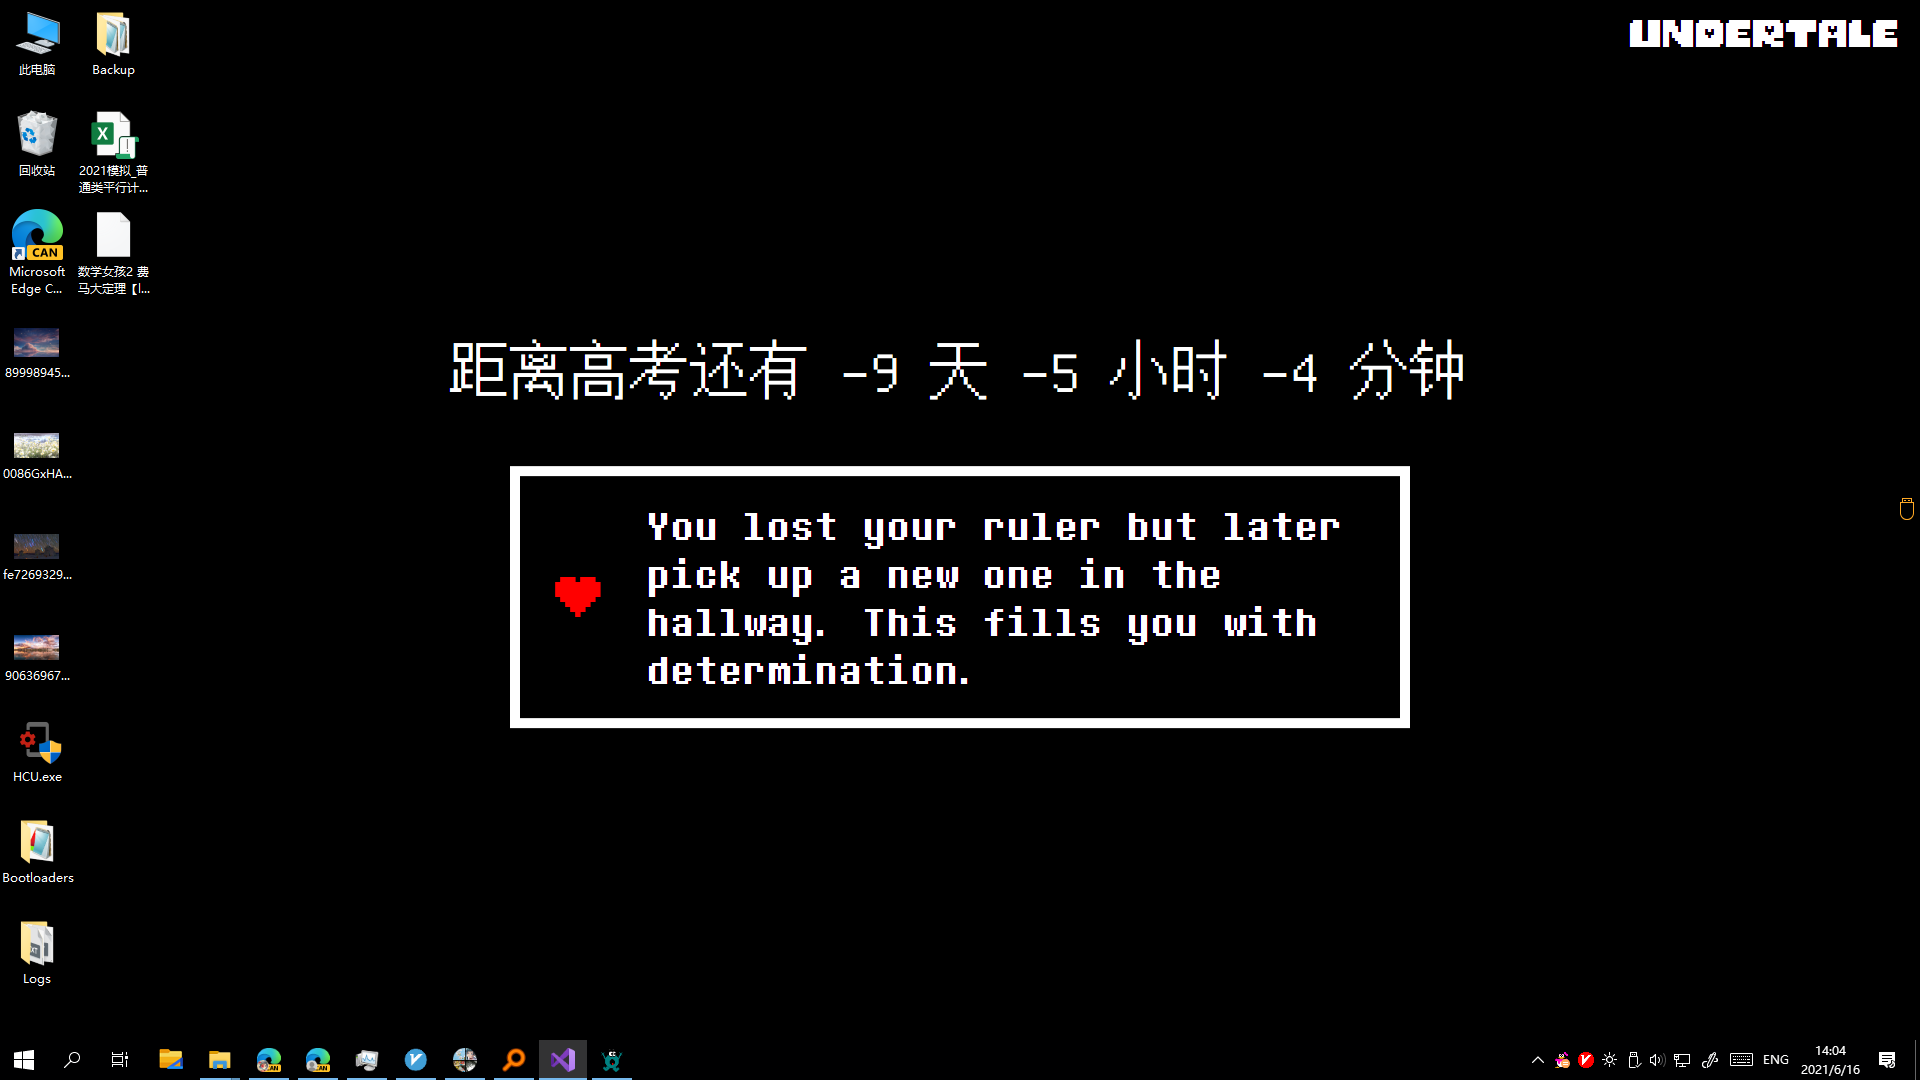 此电脑
Backup
UNDERTALE
回收站
2021模拟_普
通类平行计...
CAN
Microsoft
Edge C...
数学女孩2 费
马大定理【l...
89998945...
距离高考还有 -9 天 -5 小时 -4 分钟
0086GxHA...
You lost your ruler but later
pick up a new one in the
hallway. This fills you with
determination.
fe7269329...
90636967...
HCU.exe
Bootloaders
Logs
ENG
14:04
2021/6/16